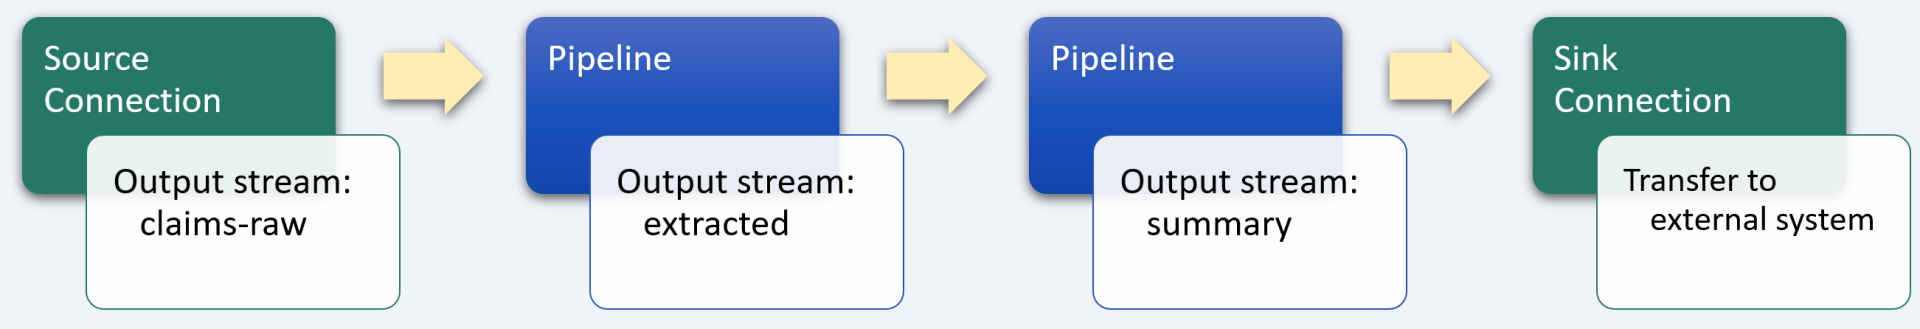 Source
Connection
Output stream:
claims-raw
Pipeline
Output stream:
extracted
Pipeline
Output stream:
summary
Sink
Connection
Transfer to
external system